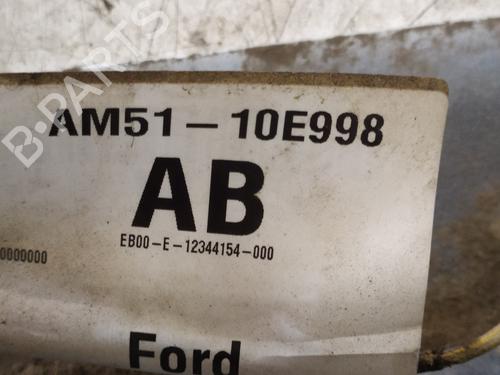 B-PARTS
AM51-10E998
AB
EB00-E-12344154-000
0000000
Ford